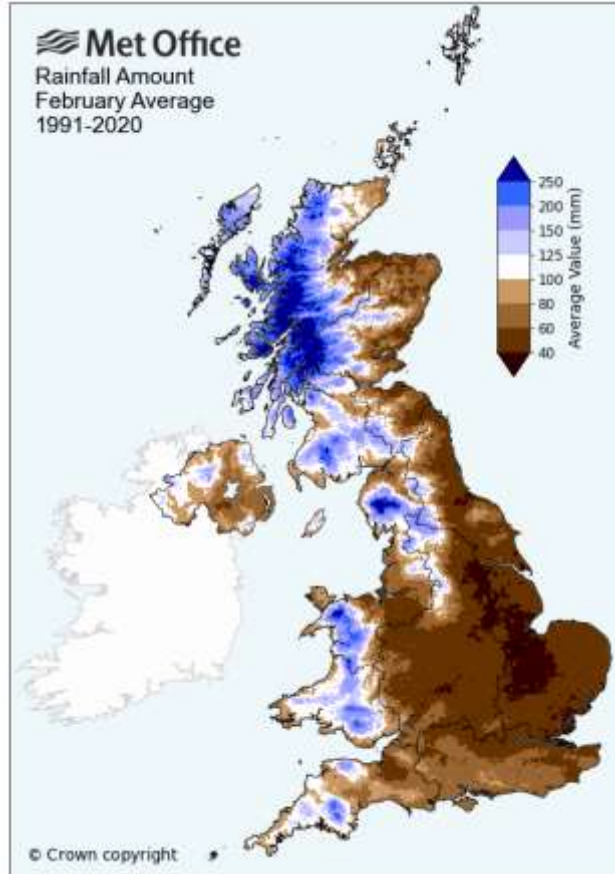 Met Office
Rainfall Amount
February Average
1991-2020
250
200
150
125
100
80
60
40
Average Value (mm)
© Crown copyright